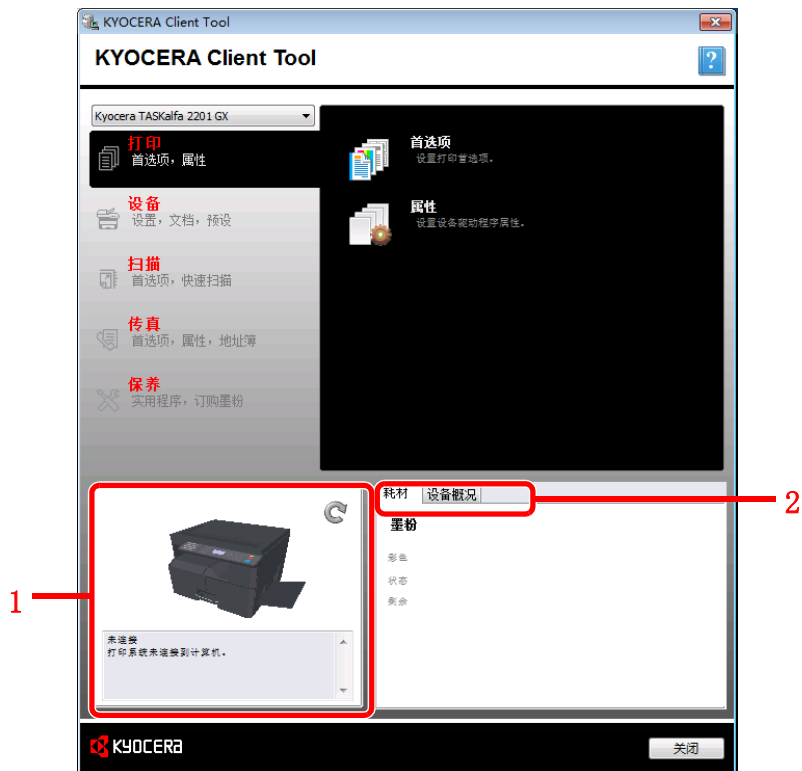 KYOCERA Client Tool
KYOCERA Client Tool
?
Kyocera TASKalfa 2201 GX
打印
首选项，属性
首选项
设置打印首选项。
设备
设置，文档，预设
属性
设置设备驱动程序属性。
扫描
首选项，快速扫描
传真
首选项，属性，地址簿
保养
实用程序，订购墨粉
耗材
设备概况
2
墨粉
彩色
状态
剩余
1
未连接
打印系统未连接到计算机。
KYOCERA
关闭